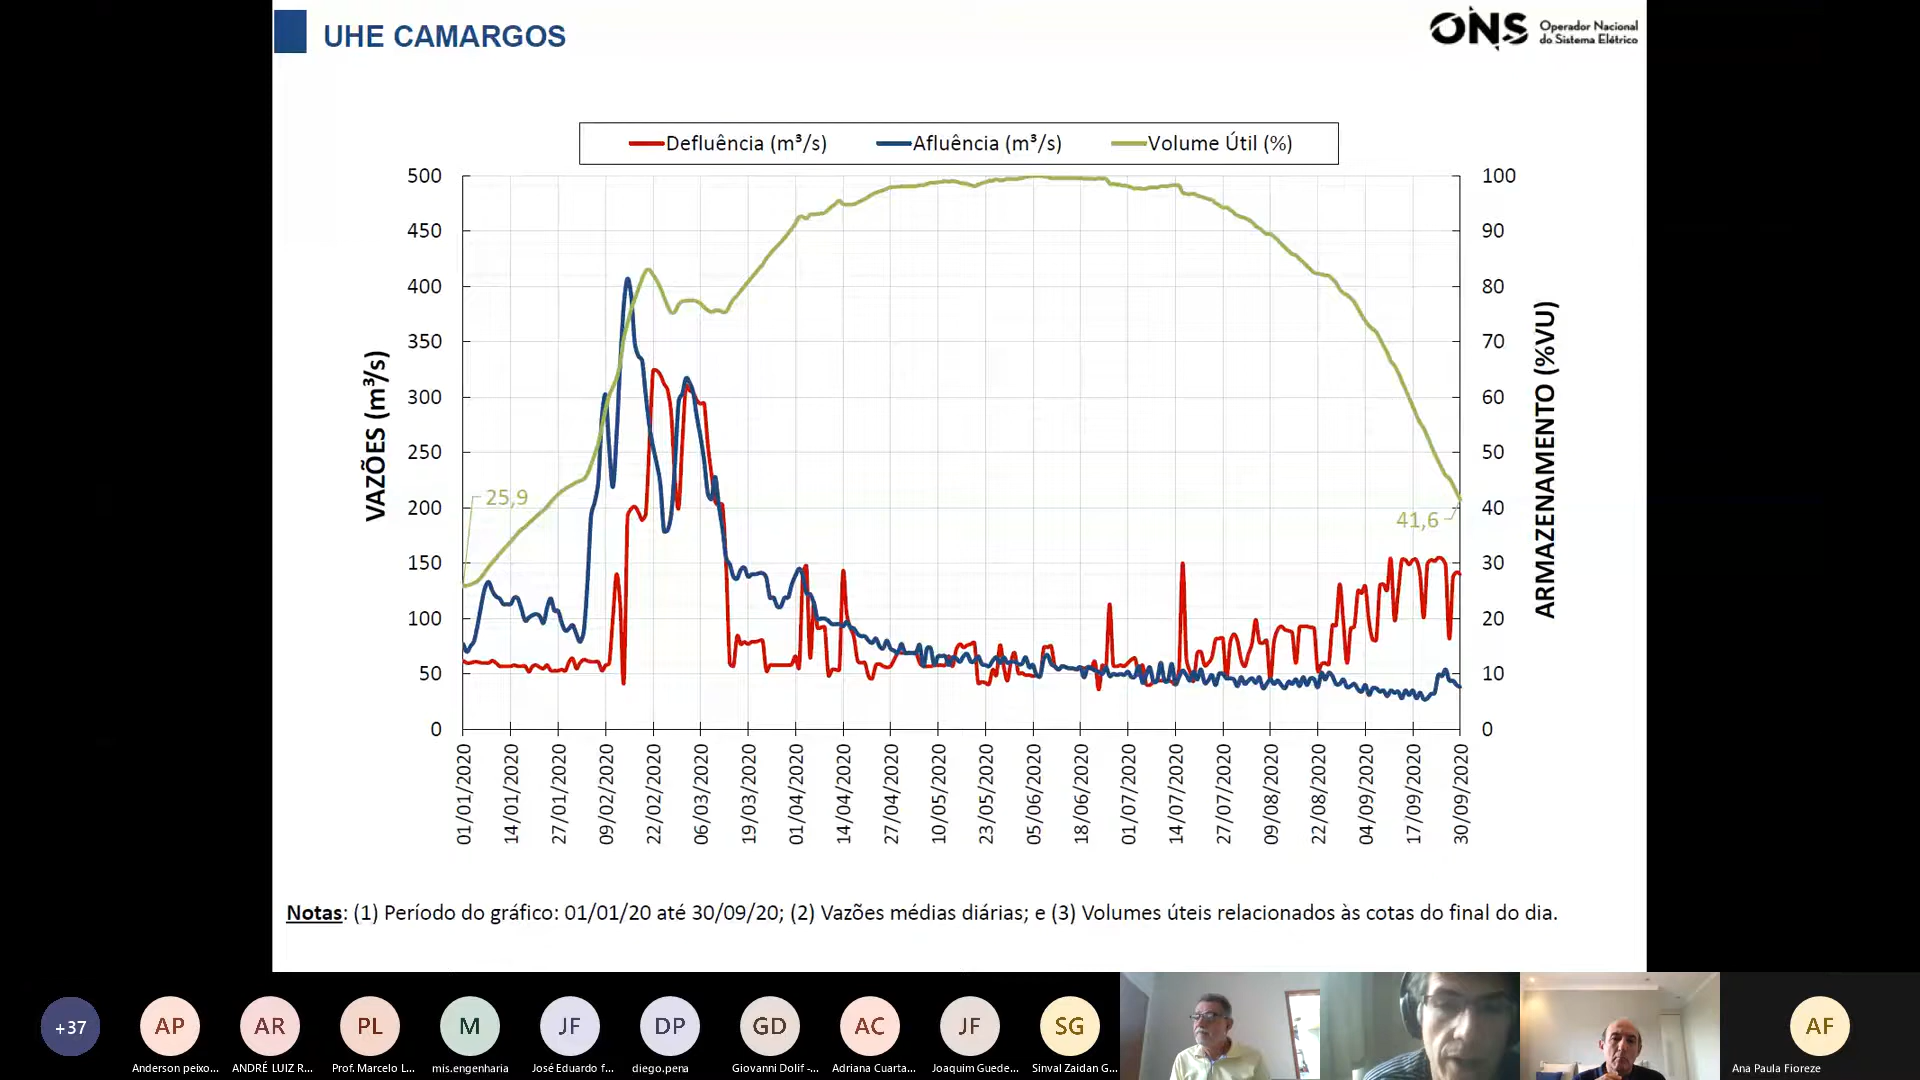 UHE CAMARGOS
ONS
Operador Nacional
do Sistema Elétrico
Defluência (m³/s)
Afluência (m³/s)
Volume Útil (%)
500
450
400
350
300
250
200
150
100
50
0
VAZÕES (m³/s)
100
90
80
70
60
50
40
30
20
10
0
ARMAZENAMENTO (%VU)
25,9
41,6
01/01/2020
14/01/2020
27/01/2020
09/02/2020
22/02/2020
06/03/2020
19/03/2020
01/04/2020
14/04/2020
27/04/2020
10/05/2020
23/05/2020
05/06/2020
18/06/2020
01/07/2020
14/07/2020
27/07/2020
09/08/2020
22/08/2020
04/09/2020
17/09/2020
30/09/2020
Notas: (1) Período do gráfico: 01/01/20 até 30/09/20; (2) Vazões médias diárias; e (3) Volumes úteis relacionados às cotas do final do dia.
+37
AP
Anderson peixo...
AR
ANDRÉ LUIZ R...
PL
Prof. Marcelo L...
M
mis.engenharia
JF
José Eduardo f...
DP
diego.pena
GD
Giovanni Dolif -...
AC
Adriana Cuarta...
JF
Joaquim Guede...
SG
Sinval Zaidan G...
AF
Ana Paula Fioreze